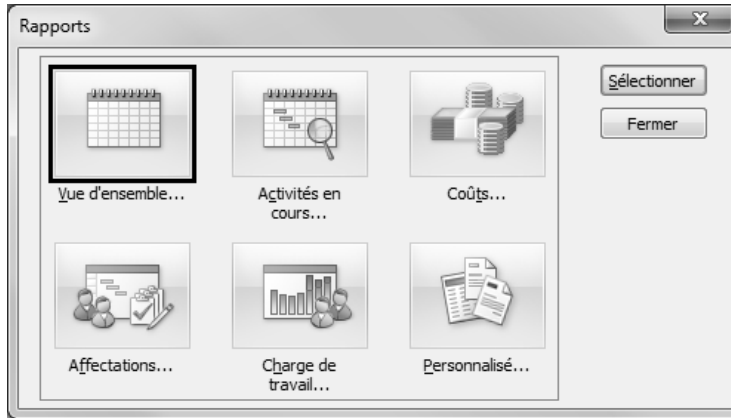 Rapports
Sélectionner
Fermer
Vue d'ensemble...
Activités en
cours...
Coûts...
Affectations...
Charge de
travail...
Personnalisé...